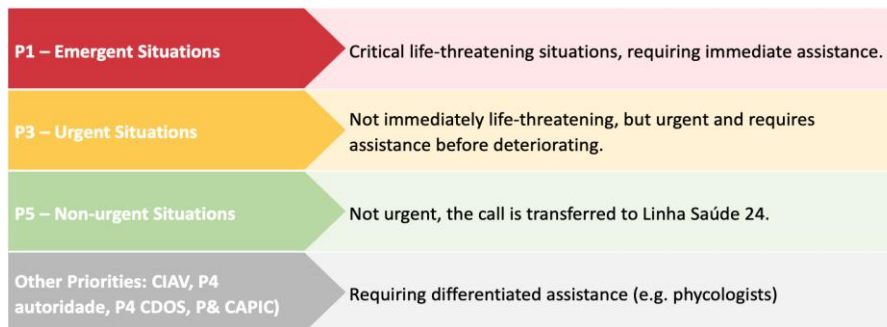 P1 – Emergent Situations
Critical life-threatening situations, requiring immediate assistance.
P3 – Urgent Situations
Not immediately life-threatening, but urgent and requires
assistance before deteriorating.
P5 – Non-urgent Situations
Not urgent, the call is transferred to Linha Saúde 24.
Other Priorities: CIAV, P4
autoridade, P4 CDOS, P& CAPIC)
Requiring differentiated assistance (e.g. phycologists)